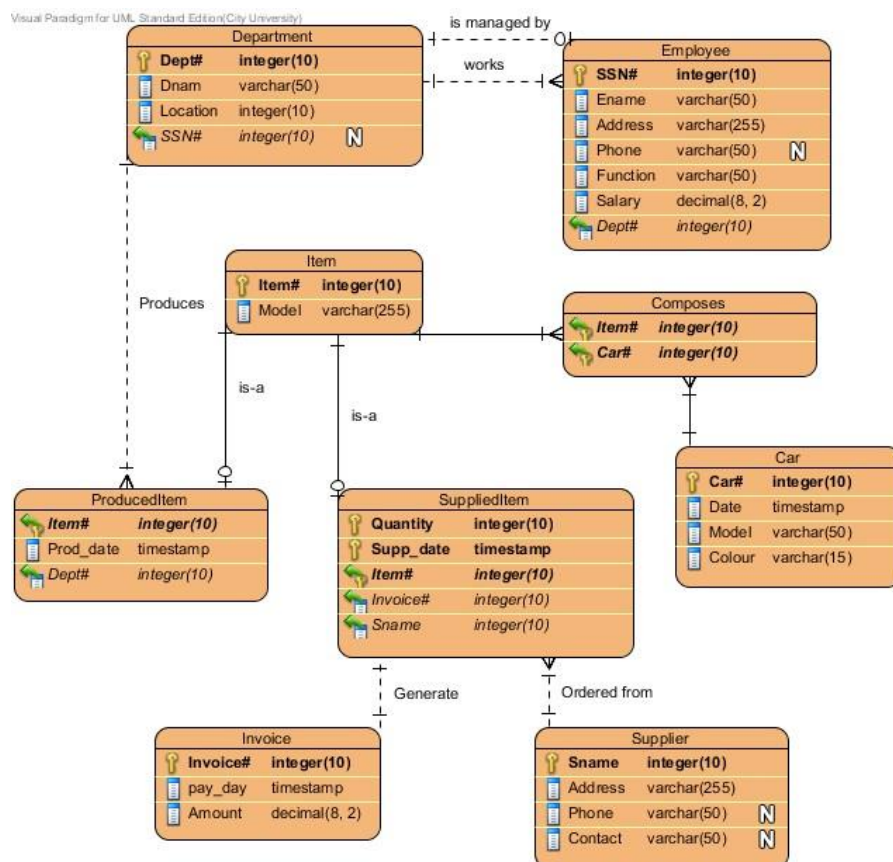 Visual Paradigm for UML Standard Edition(City University)
is managed by
Department
Dept# integer(10)
Dnam varchar(50)
Location integer(10)
SSN# integer(10) N
works
Employee
SSN# integer(10)
Ename varchar(50)
Address varchar(255)
Phone varchar(50) N
Function varchar(50)
Salary decimal(8, 2)
Dept# integer(10)
Item
Item# integer(10)
Model varchar(255)
Produces
Composes
Item# integer(10)
Car# integer(10)
is-a
is-a
Car
Car# integer(10)
Date timestamp
Model varchar(50)
Colour varchar(15)
ProducedItem
Item# integer(10)
Prod_date timestamp
Dept# integer(10)
SuppliedItem
Quantity integer(10)
Supp_date timestamp
Item# integer(10)
Invoice# integer(10)
Sname integer(10)
Generate
Ordered from
Invoice
Invoice# integer(10)
pay_day timestamp
Amount decimal(8, 2)
Supplier
Sname integer(10)
Address varchar(255)
Phone varchar(50) N
Contact varchar(50) N